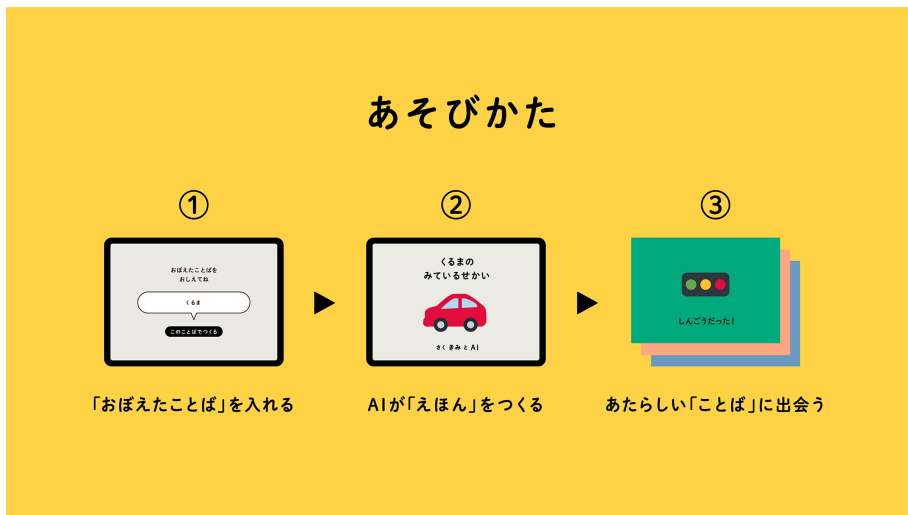 あそびかた
①
おぼえたことばを
おしえてね
くるま
このことばでつくる
「おぼえたことば」を入れる
②
くるまの
みているせかい
さく きみ と AI
AIが「えほん」をつくる
③
しんごうだった！
あたらしい「ことば」に出会う